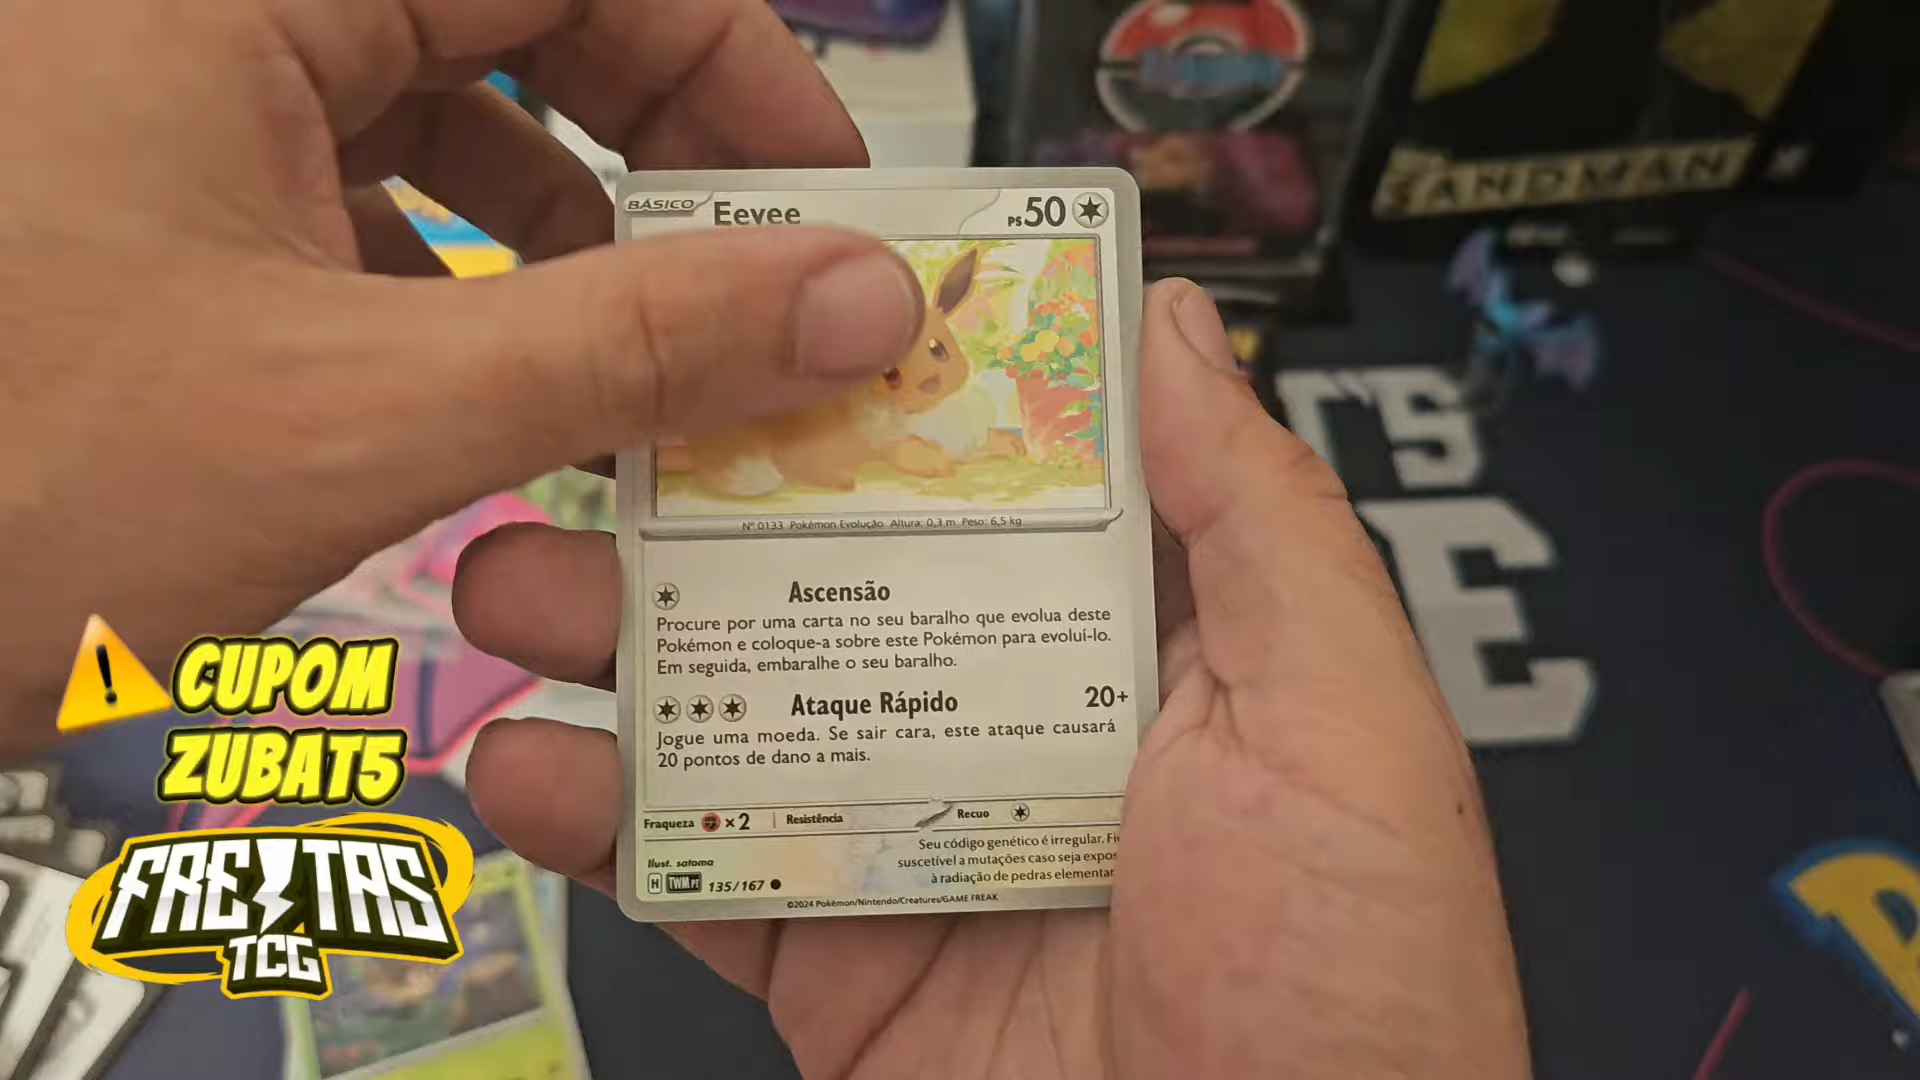 SANDMAN
BÁSICO
Eevee
PS50
Nº 0133 Pokémon Evolução Altura: 0,3 m Peso: 6,5 kg
Ascensão
Procure por uma carta no seu baralho que evolua deste
Pokémon e coloque-a sobre este Pokémon para evoluí-lo.
Em seguida, embaralhe o seu baralho.
Ataque Rápido 20+
Jogue uma moeda. Se sair cara, este ataque causará
20 pontos de dano a mais.
Fraqueza ×2 Resistência Recuo
Seu código genético é irregular.
suscetível a mutações caso seja
à radiação de pedras
Ilust. satoma
H TWM PT 135/167
©2024 Pokémon/Nintendo/Creatures/GAME FREAK
CUPOM
ZUBAT5
FREITAS
TCG